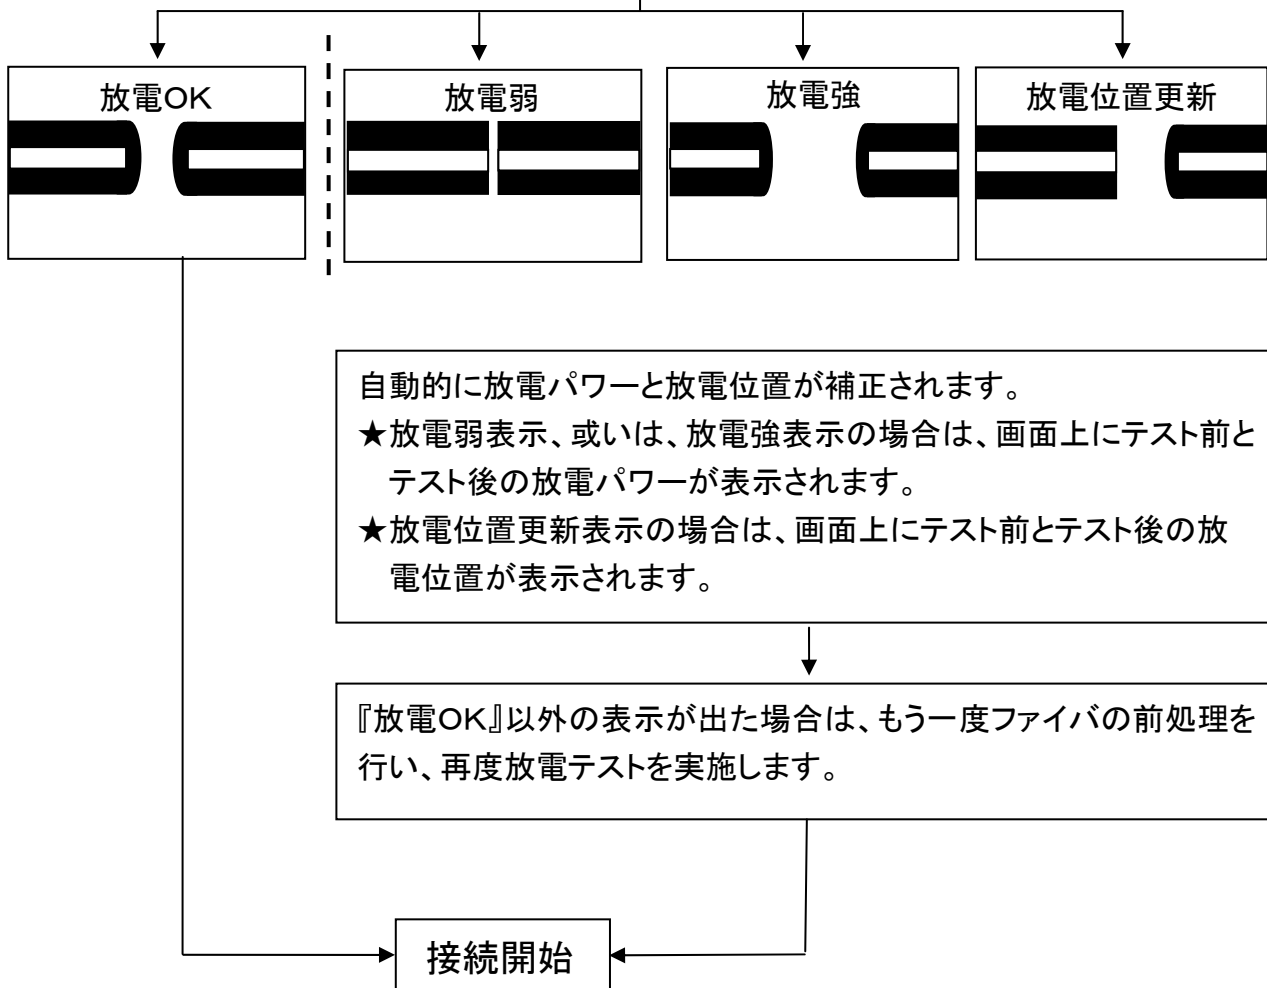 放電OK
放電弱
放電強
放電位置更新
自動的に放電パワーと放電位置が補正されます。
★放電弱表示、或いは、放電強表示の場合は、画面上にテスト前と
テスト後の放電パワーが表示されます。
★放電位置更新表示の場合は、画面上にテスト前とテスト後の放
電位置が表示されます。
『放電OK』以外の表示が出た場合は、もう一度ファイバの前処理を
行い、再度放電テストを実施します。
接続開始